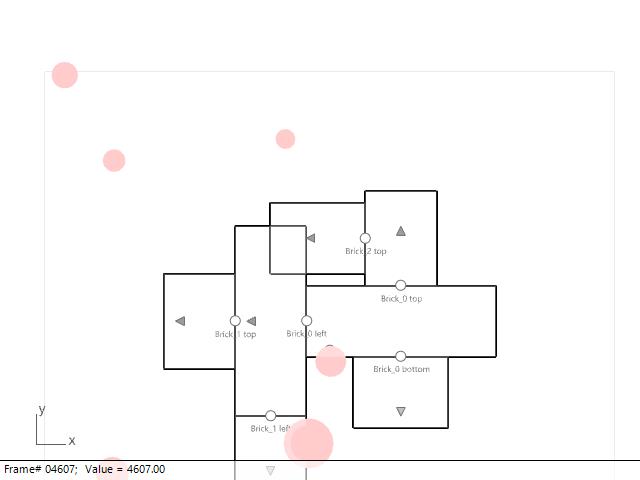 Brick_2 top
Brick_0 top
Brick_1 top
Brick_0 left
Brick_0 bottom
y
Brick_1 left
x
Frame# 04607; Value = 4607.00